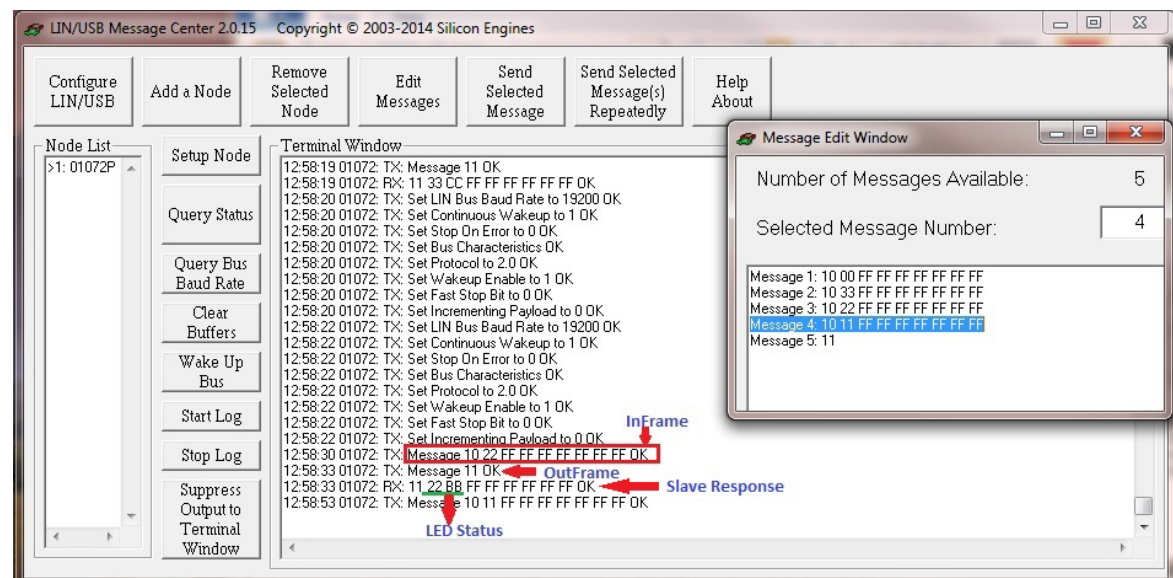 LIN/USB Message Center 2.0.15 Copyright © 2003-2014 Silicon Engines
Configure LIN/USB
Add a Node
Remove Selected Node
Edit Messages
Send Selected Message
Send Selected Message(s) Repeatedly
Help About
Node List
>1: 01072P
Setup Node
Query Status
Query Bus Baud Rate
Clear Buffers
Wake Up Bus
Start Log
Stop Log
Suppress Output to Terminal Window
Terminal Window
12:58:19 01072: TX: Message 11 OK
12:58:19 01072: RX: 11 33 CC FF FF FF FF FF FF OK
12:58:20 01072: TX: Set LIN Bus Baud Rate to 19200 OK
12:58:20 01072: TX: Set Continuous Wakeup to 1 OK
12:58:20 01072: TX: Set Stop On Error to 0 OK
12:58:20 01072: TX: Set Bus Characteristics OK
12:58:20 01072: TX: Set Protocol to 2.0 OK
12:58:20 01072: TX: Set Wakeup Enable to 1 OK
12:58:20 01072: TX: Set Fast Stop Bit to 0 OK
12:58:20 01072: TX: Set Incrementing Payload to 0 OK
12:58:22 01072: TX: Set LIN Bus Baud Rate to 19200 OK
12:58:22 01072: TX: Set Continuous Wakeup to 1 OK
12:58:22 01072: TX: Set Stop On Error to 0 OK
12:58:22 01072: TX: Set Bus Characteristics OK
12:58:22 01072: TX: Set Protocol to 2.0 OK
12:58:22 01072: TX: Set Wakeup Enable to 1 OK
12:58:22 01072: TX: Set Fast Stop Bit to 0 OK
InFrame
12:58:22 01072: TX: Set Incrementing Payload to 0 OK
12:58:30 01072: TX: Message 10 22 FF FF FF FF FF FF FF OK
12:58:33 01072: TX: Message 11 OK
OutFrame
12:58:33 01072: RX: 11 22 BB FF FF FF FF FF FF OK
Slave Response
12:58:53 01072: TX: Message 10 11 FF FF FF FF FF FF FF OK
LED Status
Message Edit Window
Number of Messages Available: 5
Selected Message Number: 4
Message 1: 10 00 FF FF FF FF FF FF FF
Message 2: 10 33 FF FF FF FF FF FF FF
Message 3: 10 22 FF FF FF FF FF FF FF
Message 4: 10 11 FF FF FF FF FF FF FF
Message 5: 11